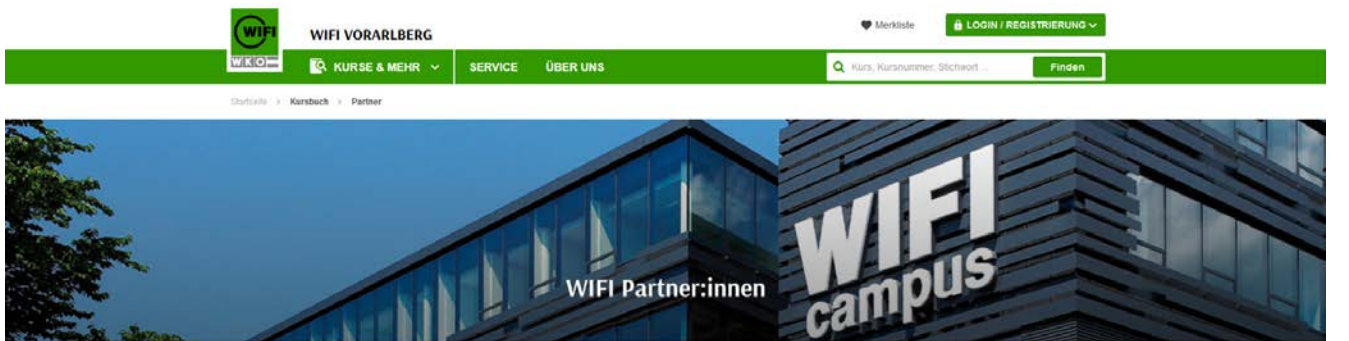 WIFI
WKO
WIFI VORARLBERG
Merkliste
LOGIN / REGISTRIERUNG
KURSE & MEHR
SERVICE
ÜBER UNS
Kurs, Kursnummer, Stichwort ...
Finden
Startseite > Kursbuch > Partner
WIFI Partner:innen
WIFI
campus